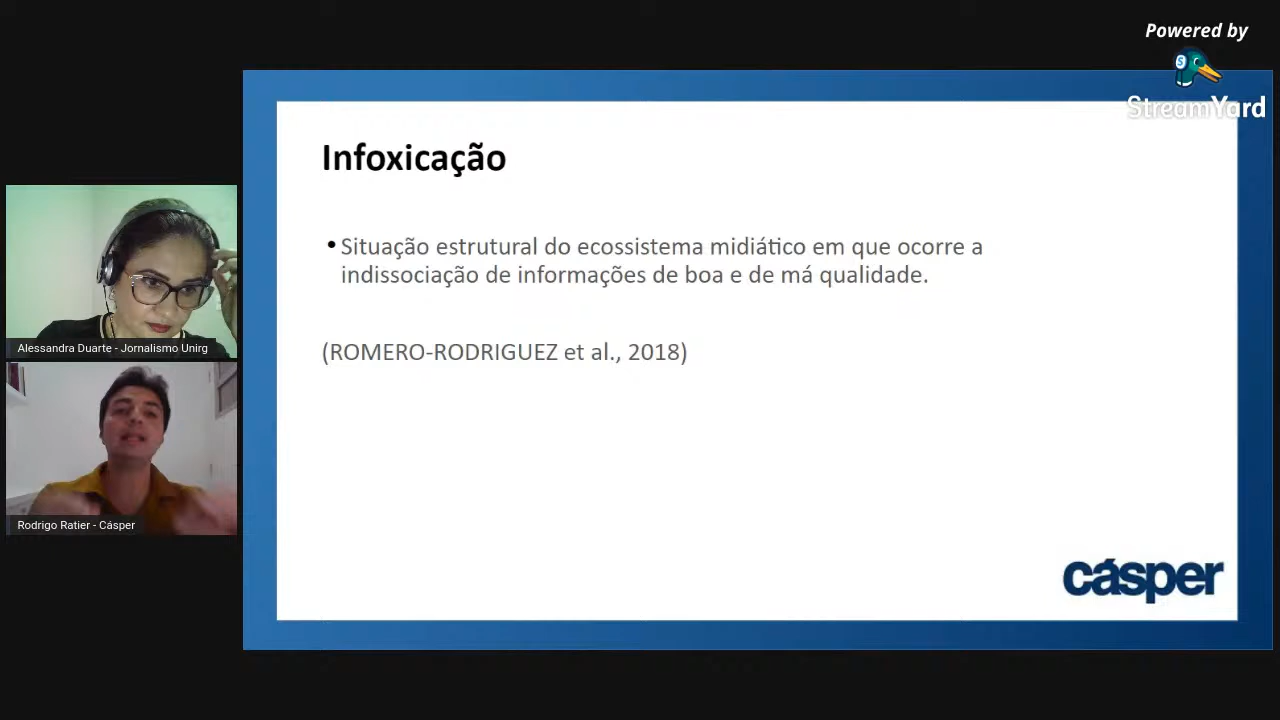 Powered by
StreamYard
Infoxicação
• Situação estrutural do ecossistema midiático em que ocorre a
indissociação de informações de boa e de má qualidade.
(ROMERO-RODRIGUEZ et al., 2018)
Alessandra Duarte - Jornalismo Unirg
Rodrigo Ratier - Cásper
cásper